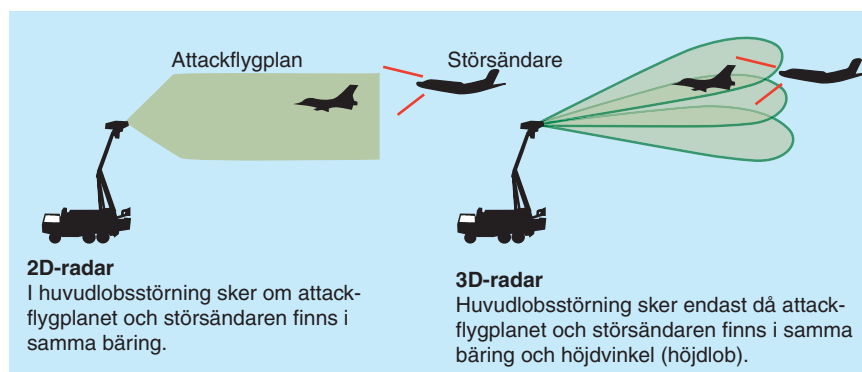 Attackflygplan
Störsändare
2D-radar
I huvudlobsstörning sker om attack-
flygplanet och störsändaren finns i
samma bäring.
3D-radar
Huvudlobsstörning sker endast då attack-
flygplanet och störsändaren finns i samma
bäring och höjdvinkel (höjdlob).